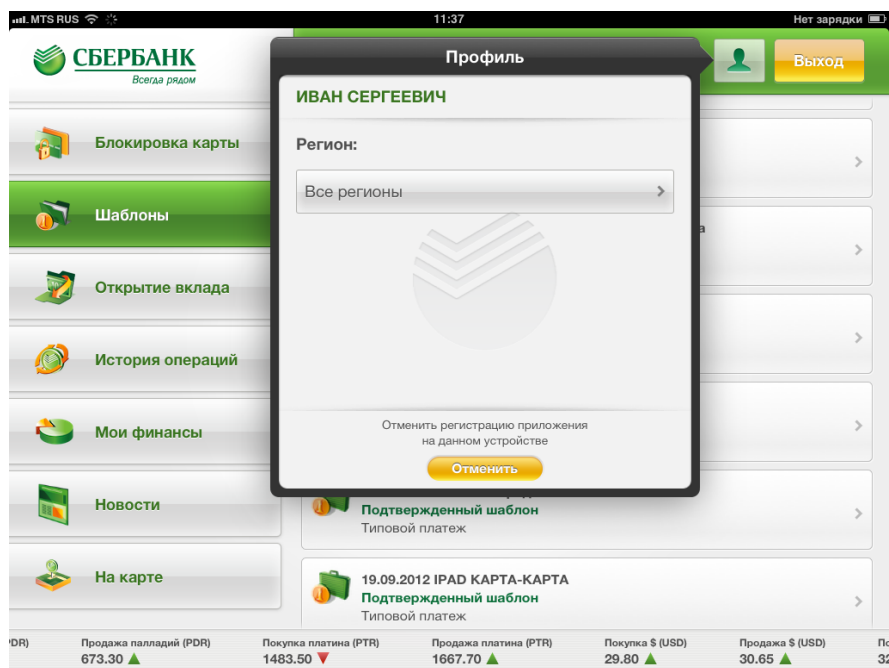 MTS RUS 11:37 Нет зарядки
СБЕРБАНК
Всегда рядом
Профиль
Выход
ИВАН СЕРГЕЕВИЧ
Регион:
Все регионы
Блокировка карты
Шаблоны
Открытие вклада
История операций
Мои финансы
Новости
На карте
а
Отменить регистрацию приложения
на данном устройстве
Отменить
Подтвержденный шаблон
Типовой платеж
19.09.2012 IPAD КАРТА-КАРТА
Подтвержденный шаблон
Типовой платеж
PDR) Продажа палладий (PDR) Покупка платина (PTR) Продажа платина (PTR) Покупка $ (USD) Продажа $ (USD)
673.30 1483.50 1667.70 29.80 30.65